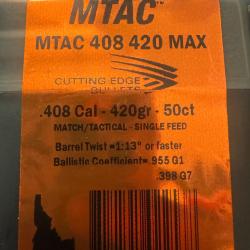 MTAC™
MTAC 408 420 MAX
CUTTING EDGE
BULLETS
.408 Cal - 420gr - 50ct
MATCH/TACTICAL - SINGLE FEED
Barrel Twist =1:13" or faster
Ballistic Coefficient= .955 G1
.398 G7